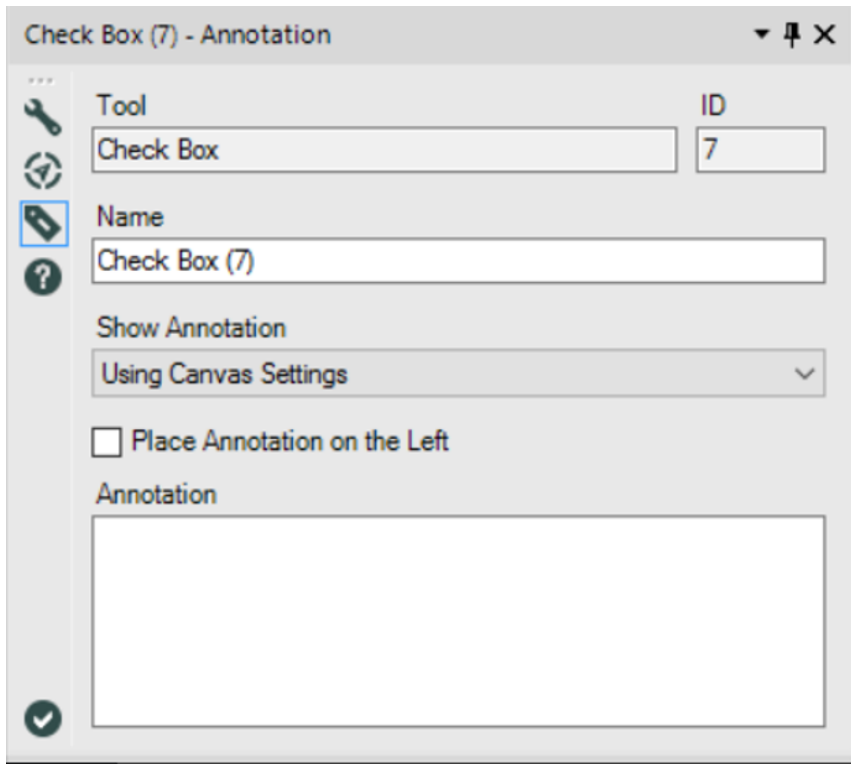 Check Box (7) - Annotation
Tool ID
Check Box 7
Name
Check Box (7)
Show Annotation
Using Canvas Settings
Place Annotation on the Left
Annotation